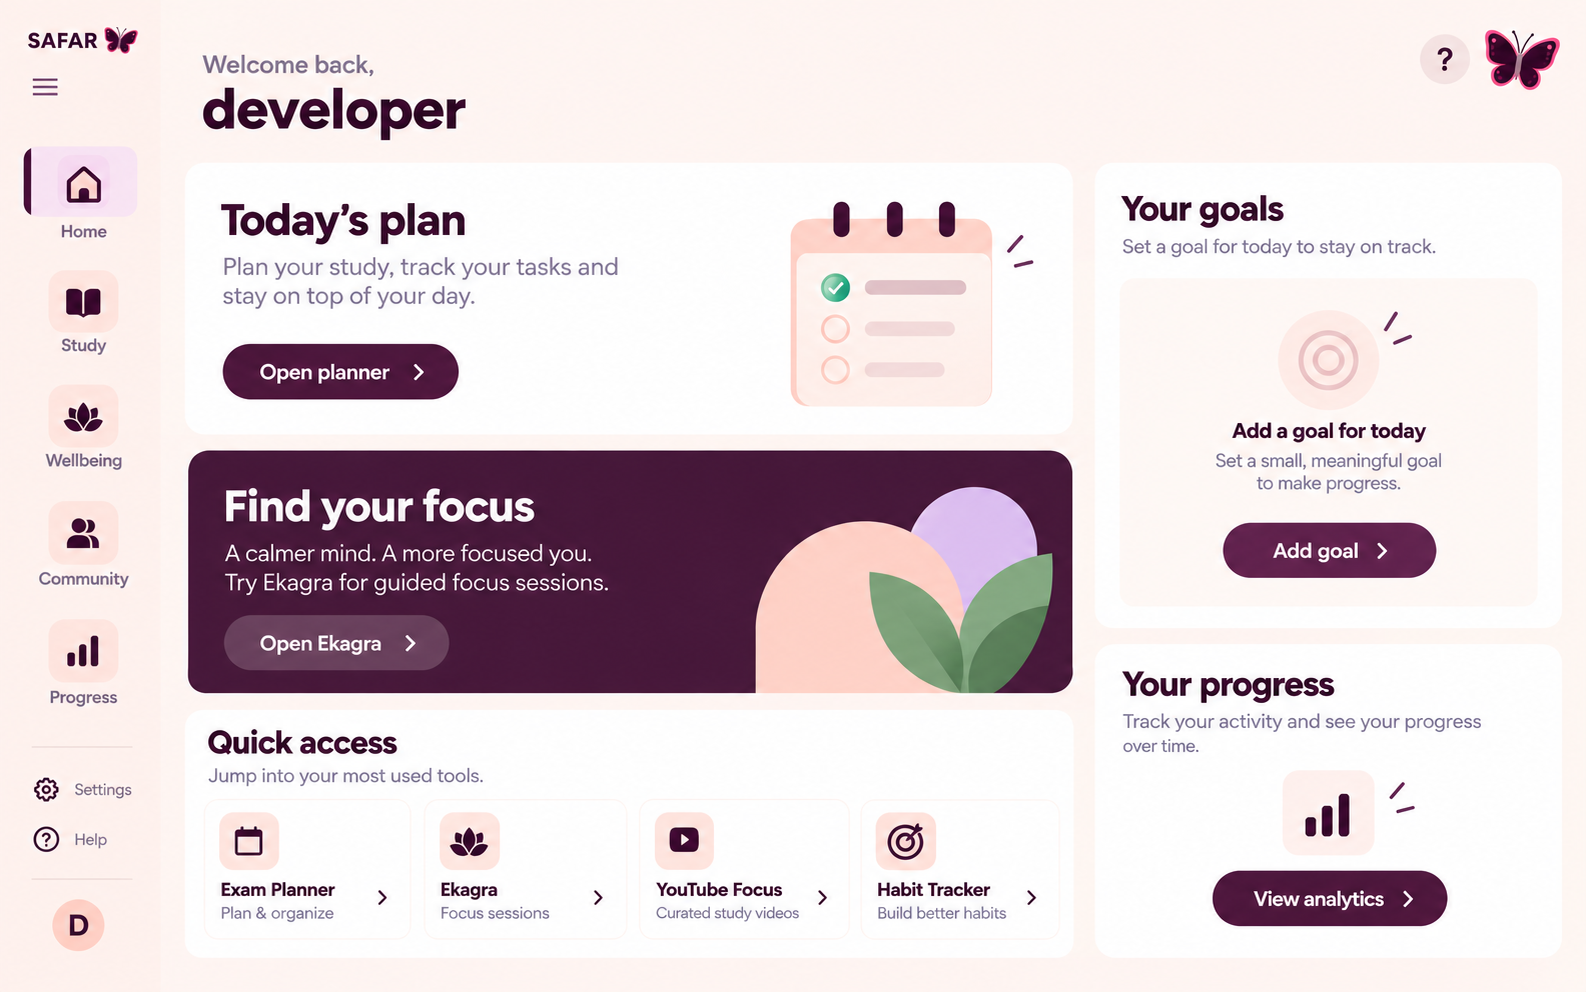 SAFAR
Home
Study
Wellbeing
Community
Progress
Settings
Help
D
Welcome back,
developer
?
Today's plan
Plan your study, track your tasks and
stay on top of your day.
Open planner
Find your focus
A calmer mind. A more focused you.
Try Ekagra for guided focus sessions.
Open Ekagra
Quick access
Jump into your most used tools.
Exam Planner
Plan & organize
Ekagra
Focus sessions
YouTube Focus
Curated study videos
Habit Tracker
Build better habits
Your goals
Set a goal for today to stay on track.
Add a goal for today
Set a small, meaningful goal
to make progress.
Add goal
Your progress
Track your activity and see your progress
over time.
View analytics